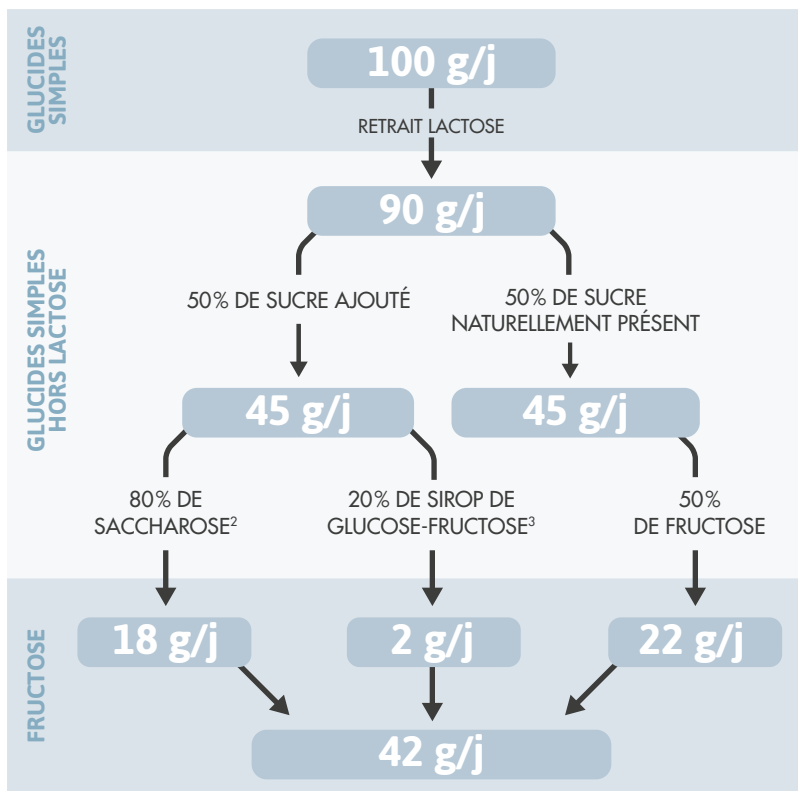 GLUCIDES
SIMPLES
100 g/j
RETRAIT LACTOSE
GLUCIDES SIMPLES
HORS LACTOSE
90 g/j
50% DE SUCRE AJOUTÉ
50% DE SUCRE
NATURELLEMENT PRÉSENT
45 g/j
45 g/j
80% DE
SACCHAROSE²
20% DE SIROP DE
GLUCOSE-FRUCTOSE³
50%
DE FRUCTOSE
FRUCTOSE
18 g/j
2 g/j
22 g/j
42 g/j